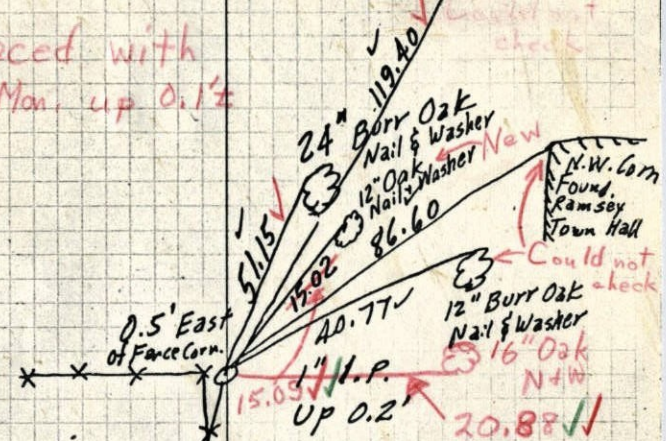 Could not
check
aced with
Mon. up 0.1'±
119.40
24" Burr Oak
Nail & Washer
New
12" Oak
Nail & Washer
N.W. Corn
Found.
Ramsey
Town Hall
51.15
86.60
15.02
Could not
check
40.77
12" Burr Oak
Nail & Washer
0.5' East
of Fence Corn.
16" Oak
N+W
15.05
1" I.P.
Up 0.2'
20.88